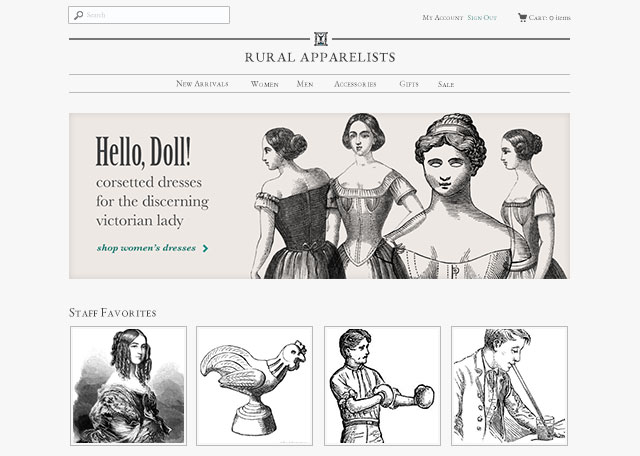 Search
My Account Sign Out Cart: 0 items
RURAL APPARELISTS
New Arrivals Women Men Accessories Gifts Sale
Hello, Doll!
corsetted dresses
for the discerning
victorian lady
shop women's dresses
Staff Favorites